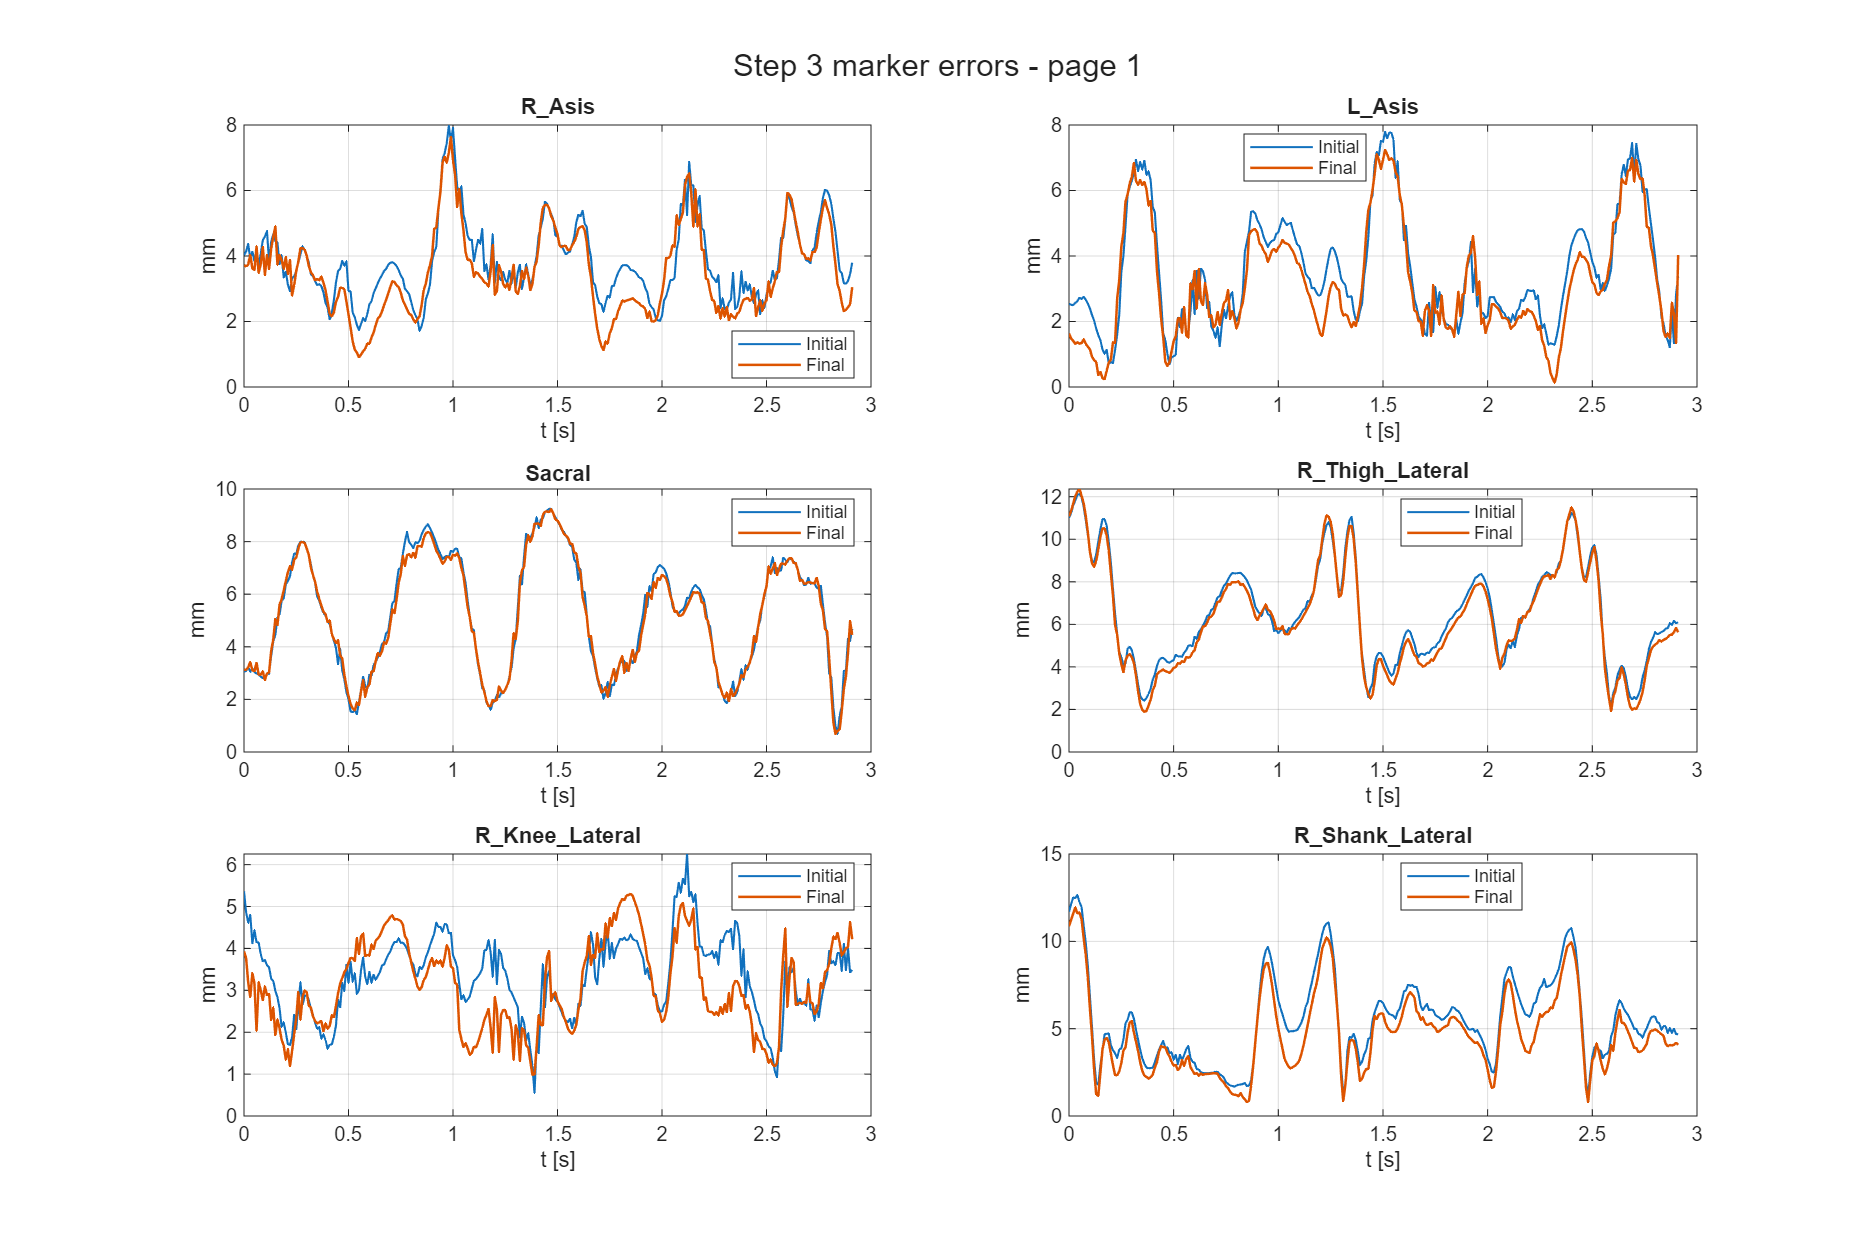 Step 3 marker errors - page 1
R_Asis
8
6
4
2
0
mm
0 0.5 1 1.5 2 2.5 3
t [s]
Initial
Final
L_Asis
8
6
4
2
0
mm
0 0.5 1 1.5 2 2.5 3
t [s]
Initial
Final
Sacral
10
8
6
4
2
0
mm
0 0.5 1 1.5 2 2.5 3
t [s]
Initial
Final
R_Thigh_Lateral
12
10
8
6
4
2
0
mm
0 0.5 1 1.5 2 2.5 3
t [s]
Initial
Final
R_Knee_Lateral
6
5
4
3
2
1
0
mm
0 0.5 1 1.5 2 2.5 3
t [s]
Initial
Final
R_Shank_Lateral
15
10
5
0
mm
0 0.5 1 1.5 2 2.5 3
t [s]
Initial
Final